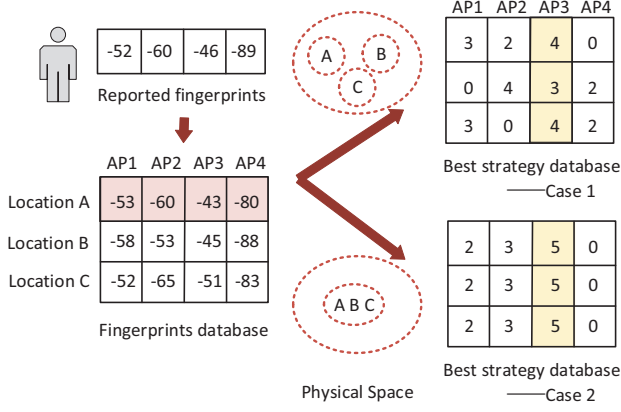 -52 -60 -46 -89
Reported fingerprints
AP1 AP2 AP3 AP4
Location A -53 -60 -43 -80
Location B -58 -53 -45 -88
Location C -52 -65 -51 -83
Fingerprints database
A B
C
A B C
Physical Space
AP1 AP2 AP3 AP4
3 2 4 0
0 4 3 2
3 0 4 2
Best strategy database
——Case 1
2 3 5 0
2 3 5 0
2 3 5 0
Best strategy database
——Case 2